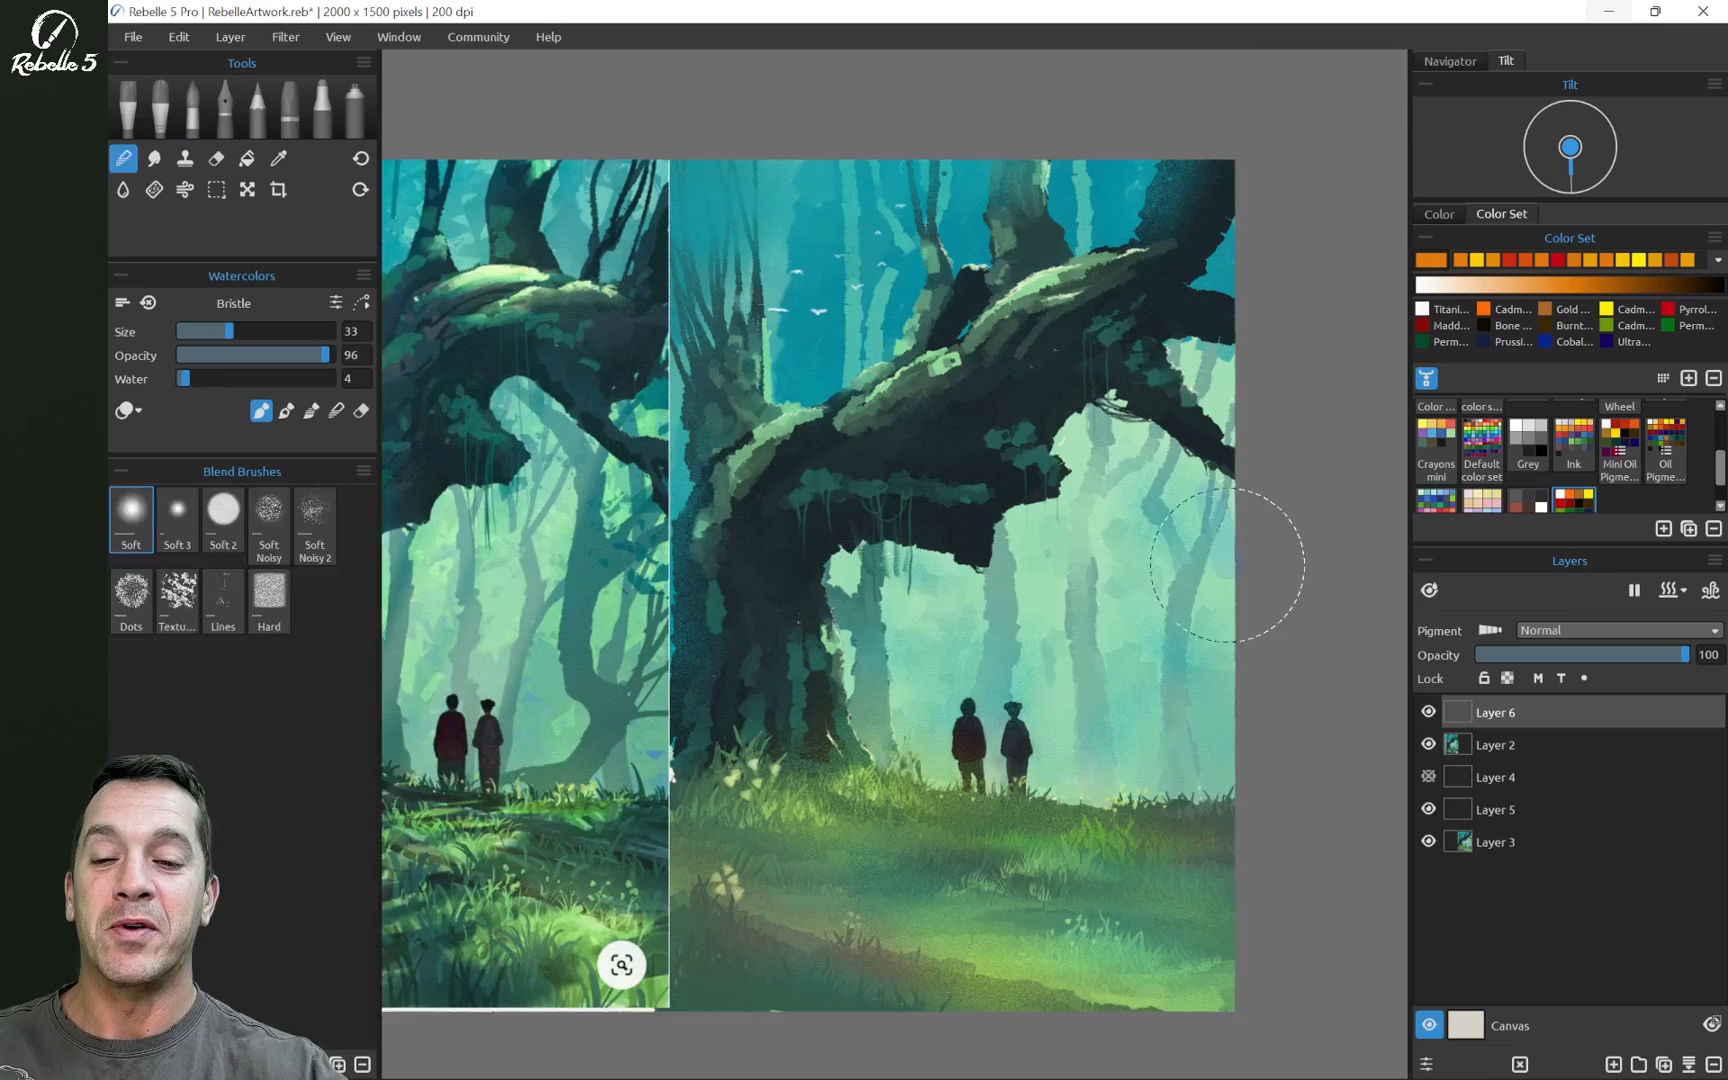 Rebelle 5 Pro | RebelleArtwork.reb* | 2000 x 1500 pixels | 200 dpi
Rebelle 5
File Edit Layer Filter View Window Community Help
Tools
Watercolors
Bristle
Size 33
Opacity 96
Water 4
Blend Brushes
Soft Soft 3 Soft 2 Soft Noisy Soft Noisy 2
Dots Textu... Lines Hard
Navigator Tilt
Tilt
Color Color Set
Color Set
Titani... Cadm... Gold ... Cadm... Pyrrol...
Madd... Bone ... Burnt... Cadm... Perm...
Perm... Prussi... Cobal... Ultra...
Color ... color s... Wheel
Crayons mini Default color set Grey Ink Mini Oil Pigme... Oil Pigme...
Layers
Pigment Normal
Opacity 100
Lock M T
Layer 6
Layer 2
Layer 4
Layer 5
Layer 3
Canvas